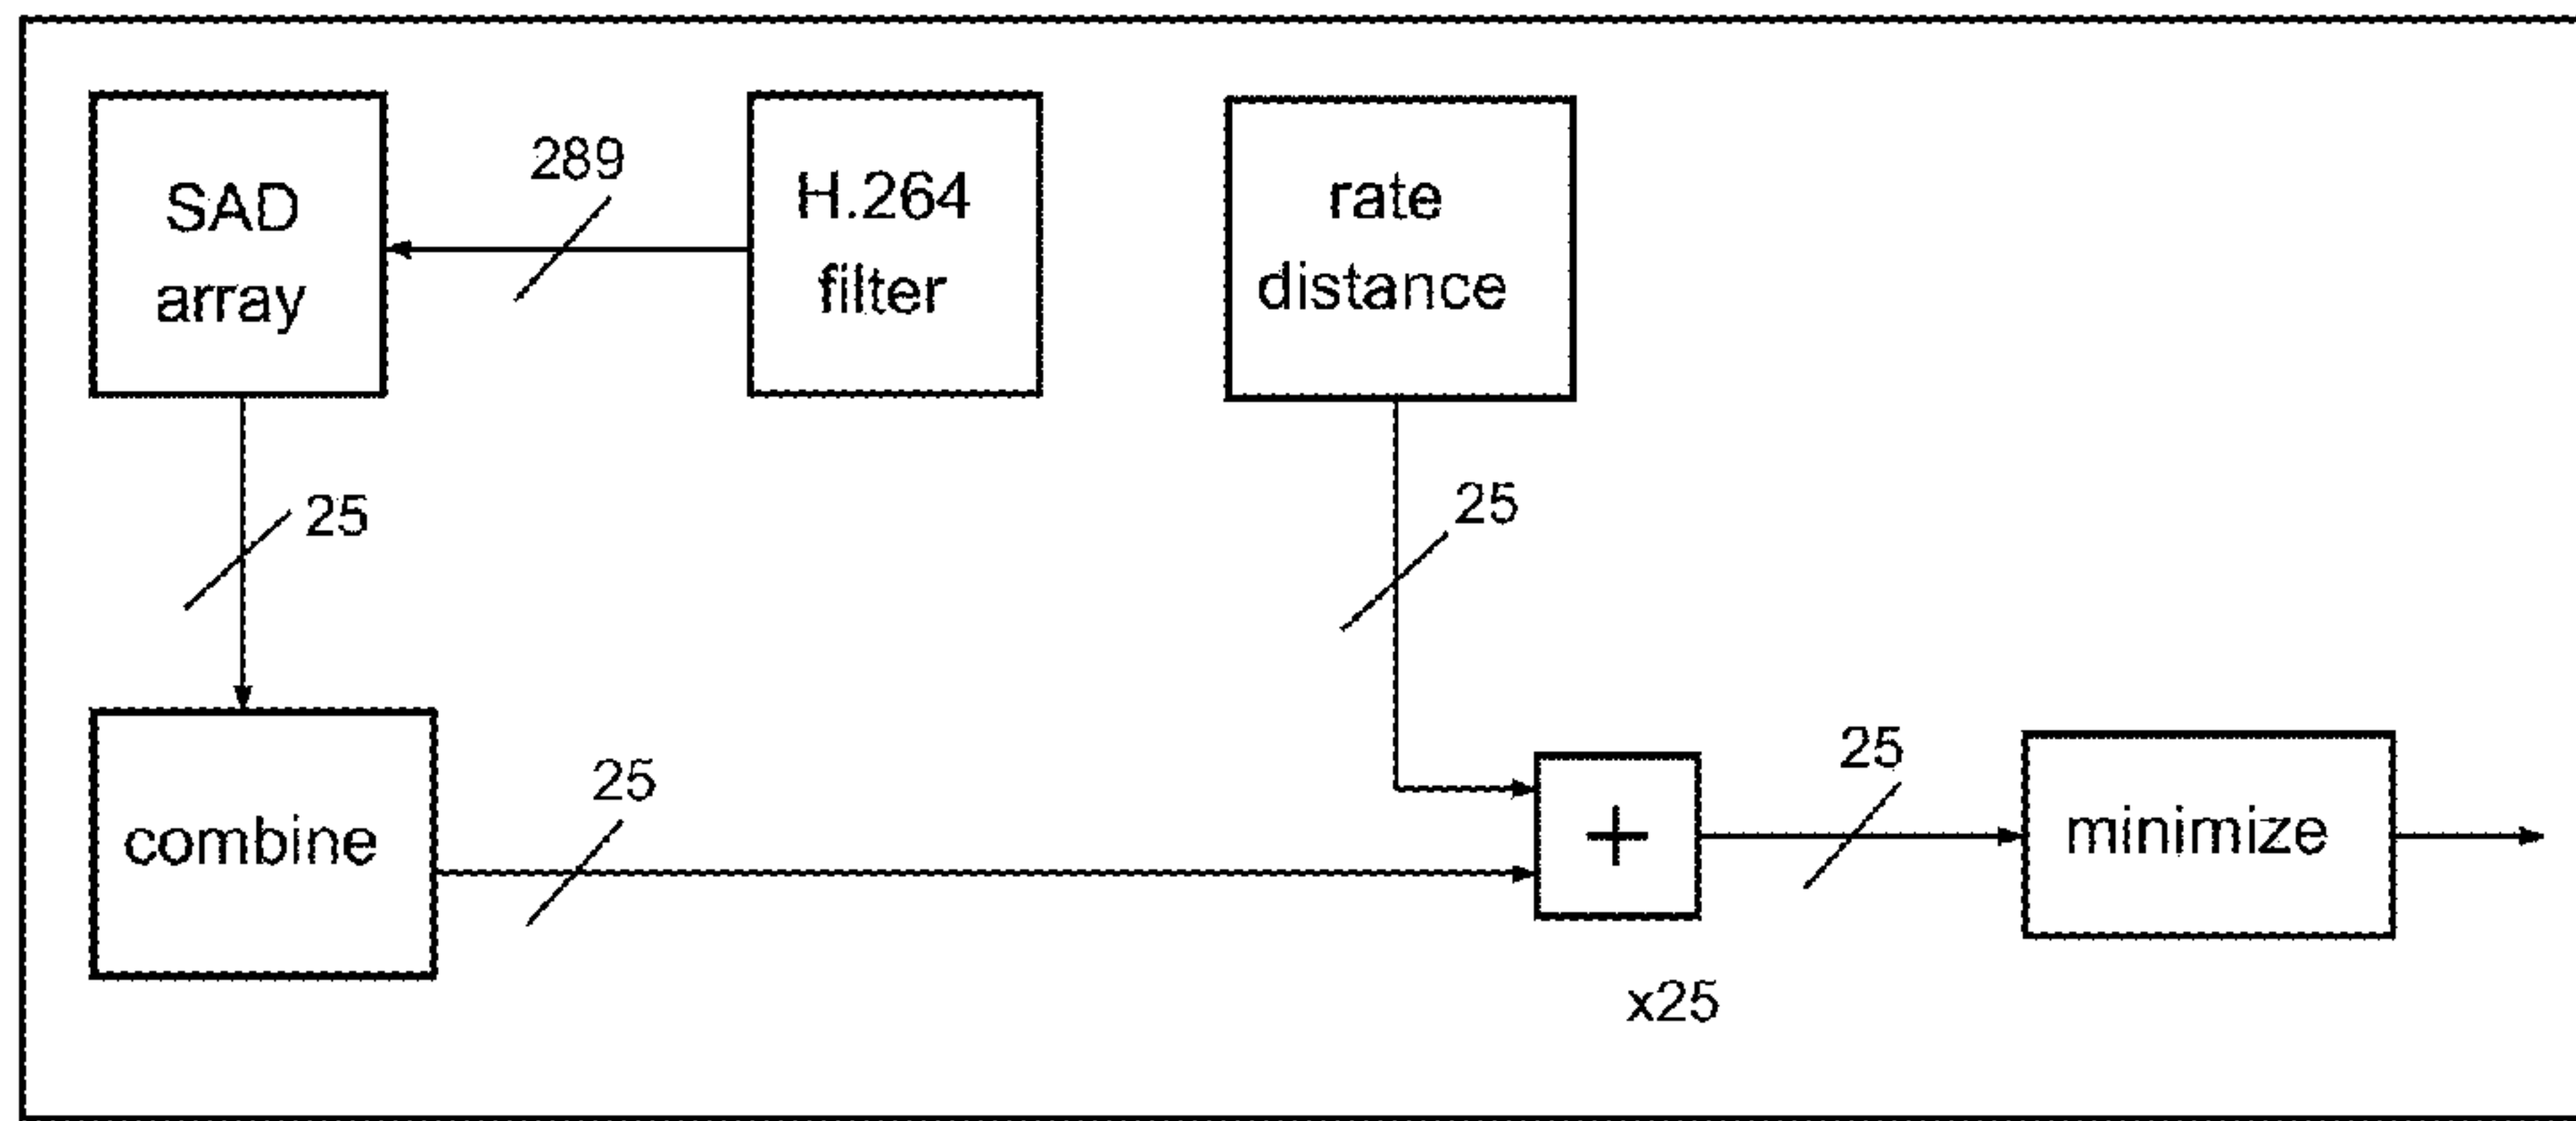 SAD
array
289
H.264
filter
rate
distance
25
25
combine
25
+
x25
25
minimize